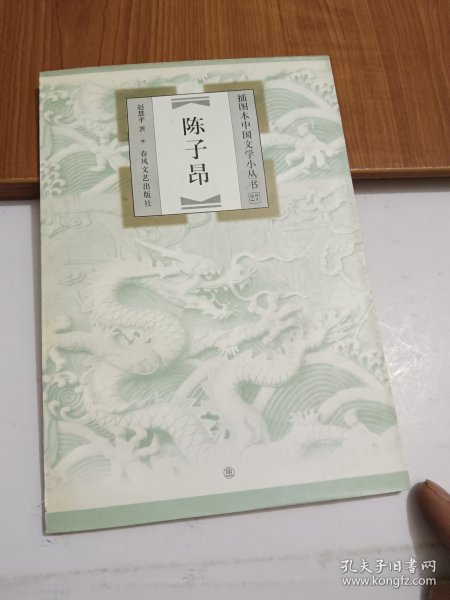 插图本中国文学小丛书 27
陈子昂
赵慧平 著 * 春风文艺出版社
孔夫子旧书网
www.kongfz.com